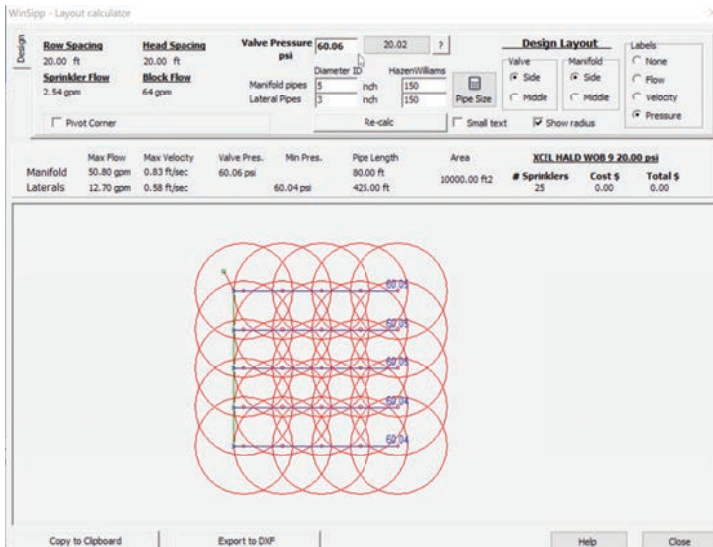 WinSipp - Layout calculator
Design
Row Spacing Head Spacing Valve Pressure psi 60.06 20.02 ? Design Layout Labels
20.00 ft 20.00 ft
Sprinkler Flow Block Flow Diameter ID HazenWilliams Valve Manifold None
2.54 gpm 64 gpm Manifold pipes 5 nch 150 Side Side Flow
Lateral Pipes 3 nch 150 Pipe Size Middle Middle Velocity
Pressure
Pivot Corner Re-calc Small text Show radius
Max Flow Max Velocity Valve Pres. Min Pres. Pipe Length Area XCIL HALD WOB 9 20.00 psi
Manifold 50.80 gpm 0.83 ft/sec 60.06 psi 80.00 ft 10000.00 ft2 # Sprinklers Cost $ Total $
Laterals 12.70 gpm 0.58 ft/sec 60.04 psi 425.00 ft 25 0.00 0.00
60.05
60.05
60.05
60.04
60.04
Copy to Clipboard Export to DXF Help Close